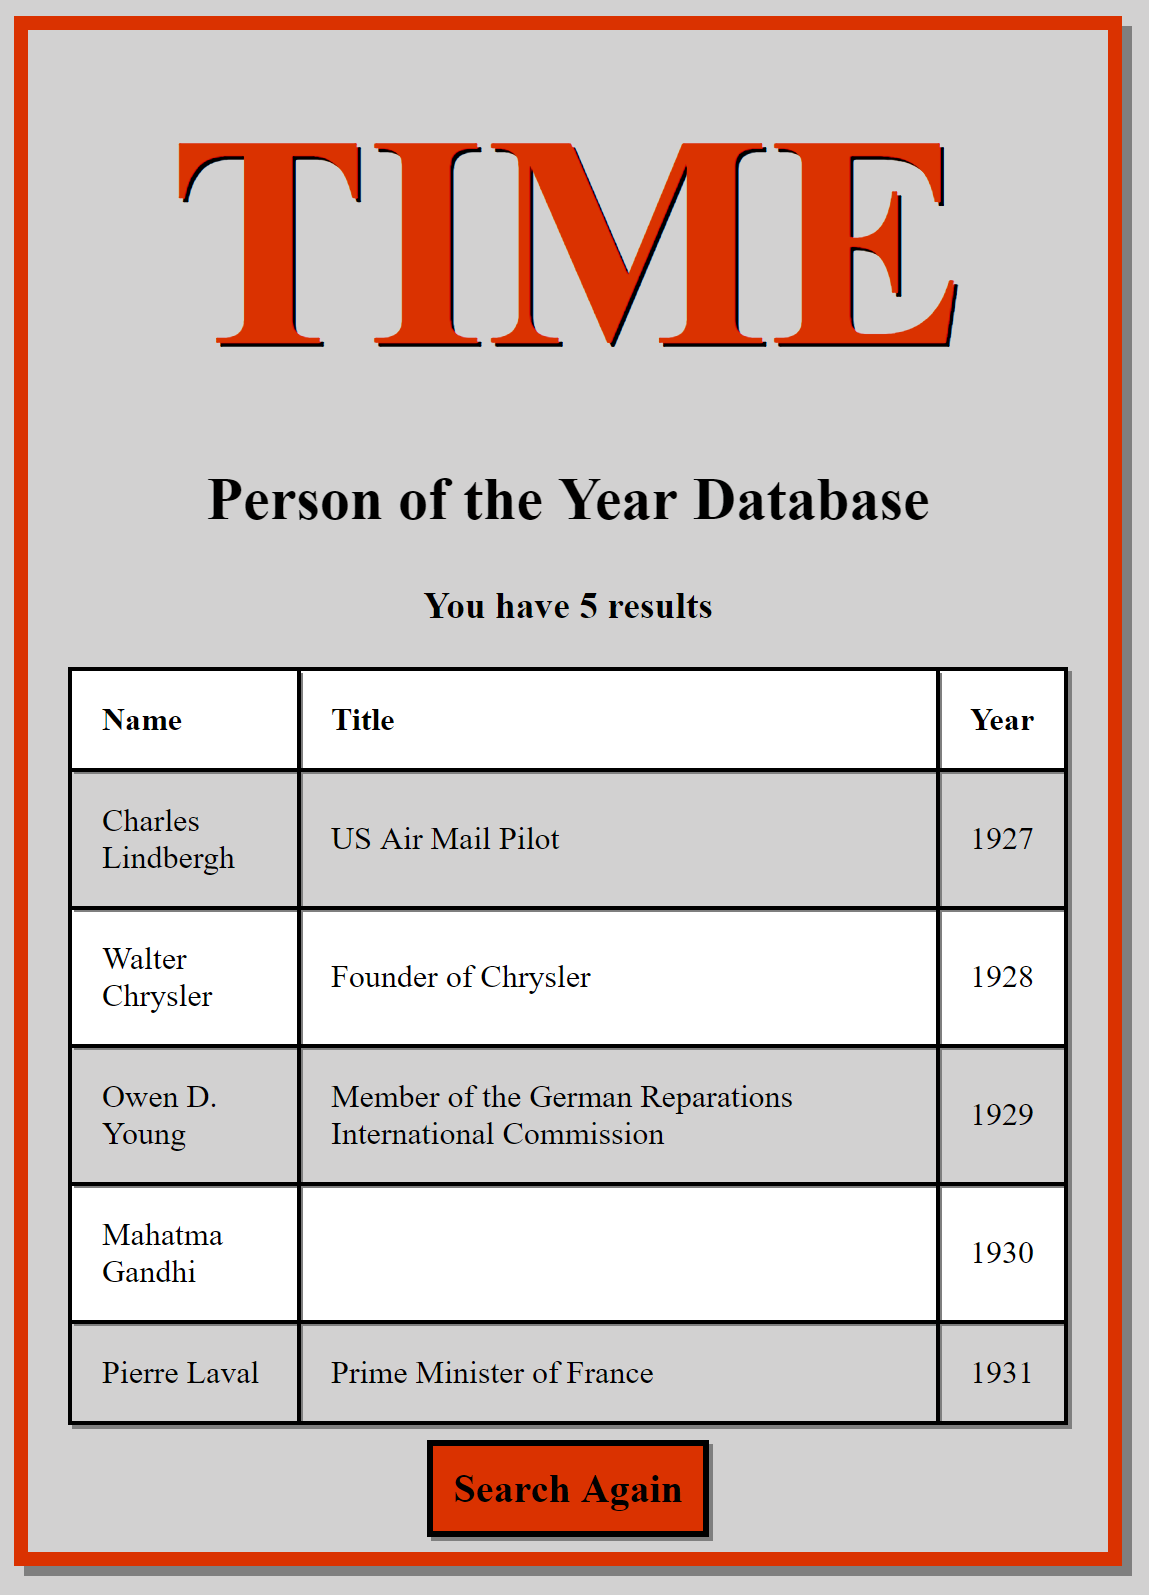 TIME
Person of the Year Database
You have 5 results
Name Title Year
Charles
Lindbergh
US Air Mail Pilot
1927
Walter
Chrysler
Founder of Chrysler
1928
Owen D.
Young
Member of the German Reparations
International Commission
1929
Mahatma
Gandhi
1930
Pierre Laval Prime Minister of France 1931
Search Again